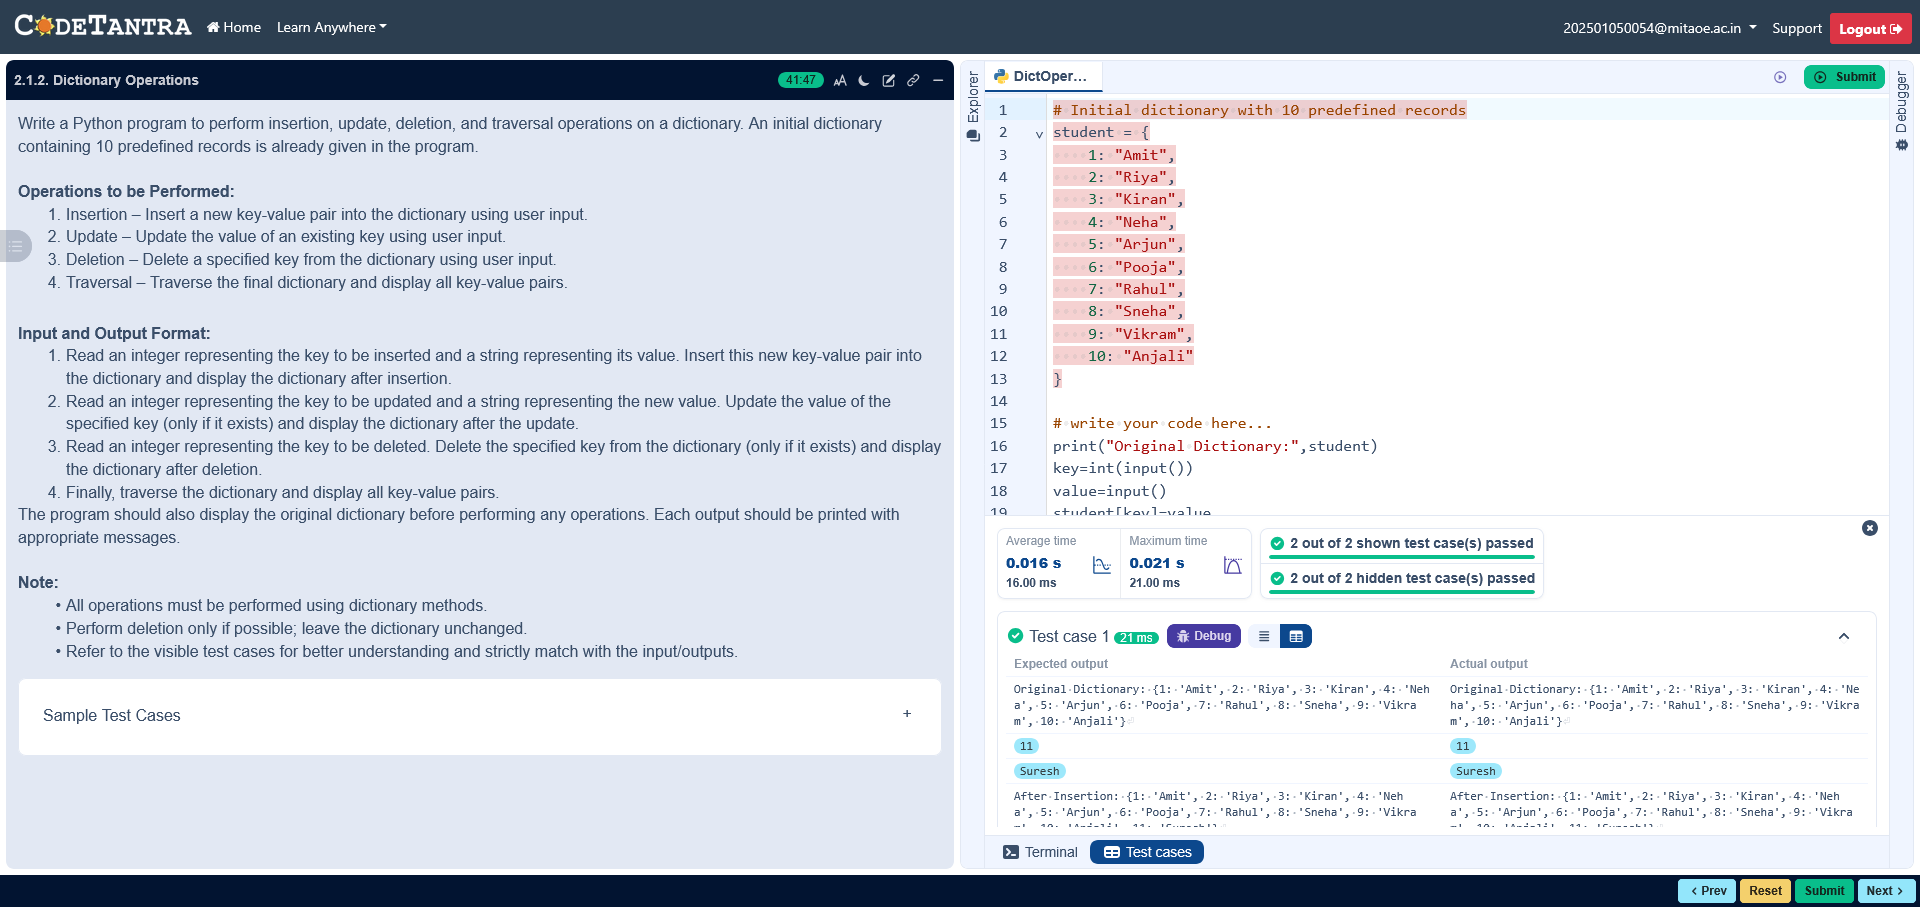 CODETANTRA Home Learn Anywhere 202501050054@mitaoe.ac.in Support Logout
2.1.2. Dictionary Operations 41:47
Write a Python program to perform insertion, update, deletion, and traversal operations on a dictionary. An initial dictionary
containing 10 predefined records is already given in the program.
Operations to be Performed:
1. Insertion – Insert a new key-value pair into the dictionary using user input.
2. Update – Update the value of an existing key using user input.
3. Deletion – Delete a specified key from the dictionary using user input.
4. Traversal – Traverse the final dictionary and display all key-value pairs.
Input and Output Format:
1. Read an integer representing the key to be inserted and a string representing its value. Insert this new key-value pair into
the dictionary and display the dictionary after insertion.
2. Read an integer representing the key to be updated and a string representing the new value. Update the value of the
specified key (only if it exists) and display the dictionary after the update.
3. Read an integer representing the key to be deleted. Delete the specified key from the dictionary (only if it exists) and display
the dictionary after deletion.
4. Finally, traverse the dictionary and display all key-value pairs.
The program should also display the original dictionary before performing any operations. Each output should be printed with
appropriate messages.
Note:
• All operations must be performed using dictionary methods.
• Perform deletion only if possible; leave the dictionary unchanged.
• Refer to the visible test cases for better understanding and strictly match with the input/outputs.
Sample Test Cases +
Explorer
DictOper...
Submit
Debugger
1 # Initial dictionary with 10 predefined records
2 student = {
3 1: "Amit",
4 2: "Riya",
5 3: "Kiran",
6 4: "Neha",
7 5: "Arjun",
8 6: "Pooja",
9 7: "Rahul",
10 8: "Sneha",
11 9: "Vikram",
12 10: "Anjali"
13 }
14
15 # write your code here...
16 print("Original Dictionary:",student)
17 key=int(input())
18 value=input()
19 student[key]=value
Average time
0.016 s
16.00 ms
Maximum time
0.021 s
21.00 ms
2 out of 2 shown test case(s) passed
2 out of 2 hidden test case(s) passed
Test case 1 21 ms Debug
Expected output
Original Dictionary: {1: 'Amit', 2: 'Riya', 3: 'Kiran', 4: 'Neh
a', 5: 'Arjun', 6: 'Pooja', 7: 'Rahul', 8: 'Sneha', 9: 'Vikra
m', 10: 'Anjali'}
11
Suresh
After Insertion: {1: 'Amit', 2: 'Riya', 3: 'Kiran', 4: 'Neh
a', 5: 'Arjun', 6: 'Pooja', 7: 'Rahul', 8: 'Sneha', 9: 'Vikra
m', 10: 'Anjali', 11: 'Suresh'}
Actual output
Original Dictionary: {1: 'Amit', 2: 'Riya', 3: 'Kiran', 4: 'Ne
ha', 5: 'Arjun', 6: 'Pooja', 7: 'Rahul', 8: 'Sneha', 9: 'Vikra
m', 10: 'Anjali'}
11
Suresh
After Insertion: {1: 'Amit', 2: 'Riya', 3: 'Kiran', 4: 'Neh
a', 5: 'Arjun', 6: 'Pooja', 7: 'Rahul', 8: 'Sneha', 9: 'Vikra
m', 10: 'Anjali', 11: 'Suresh'}
Terminal Test cases
< Prev Reset Submit Next >